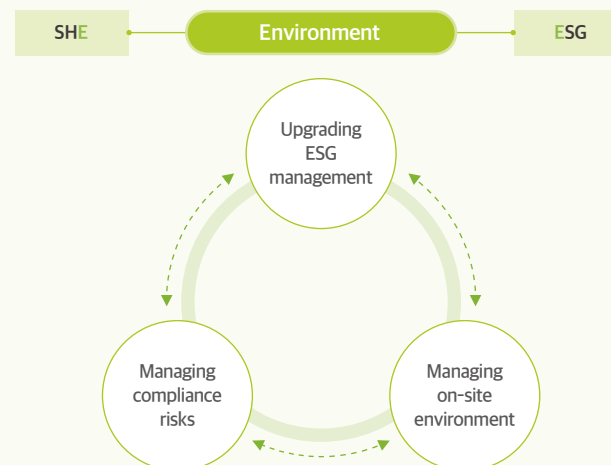 SHE
Environment
ESG
Upgrading
ESG
management
Managing
compliance
risks
Managing
on-site
environment